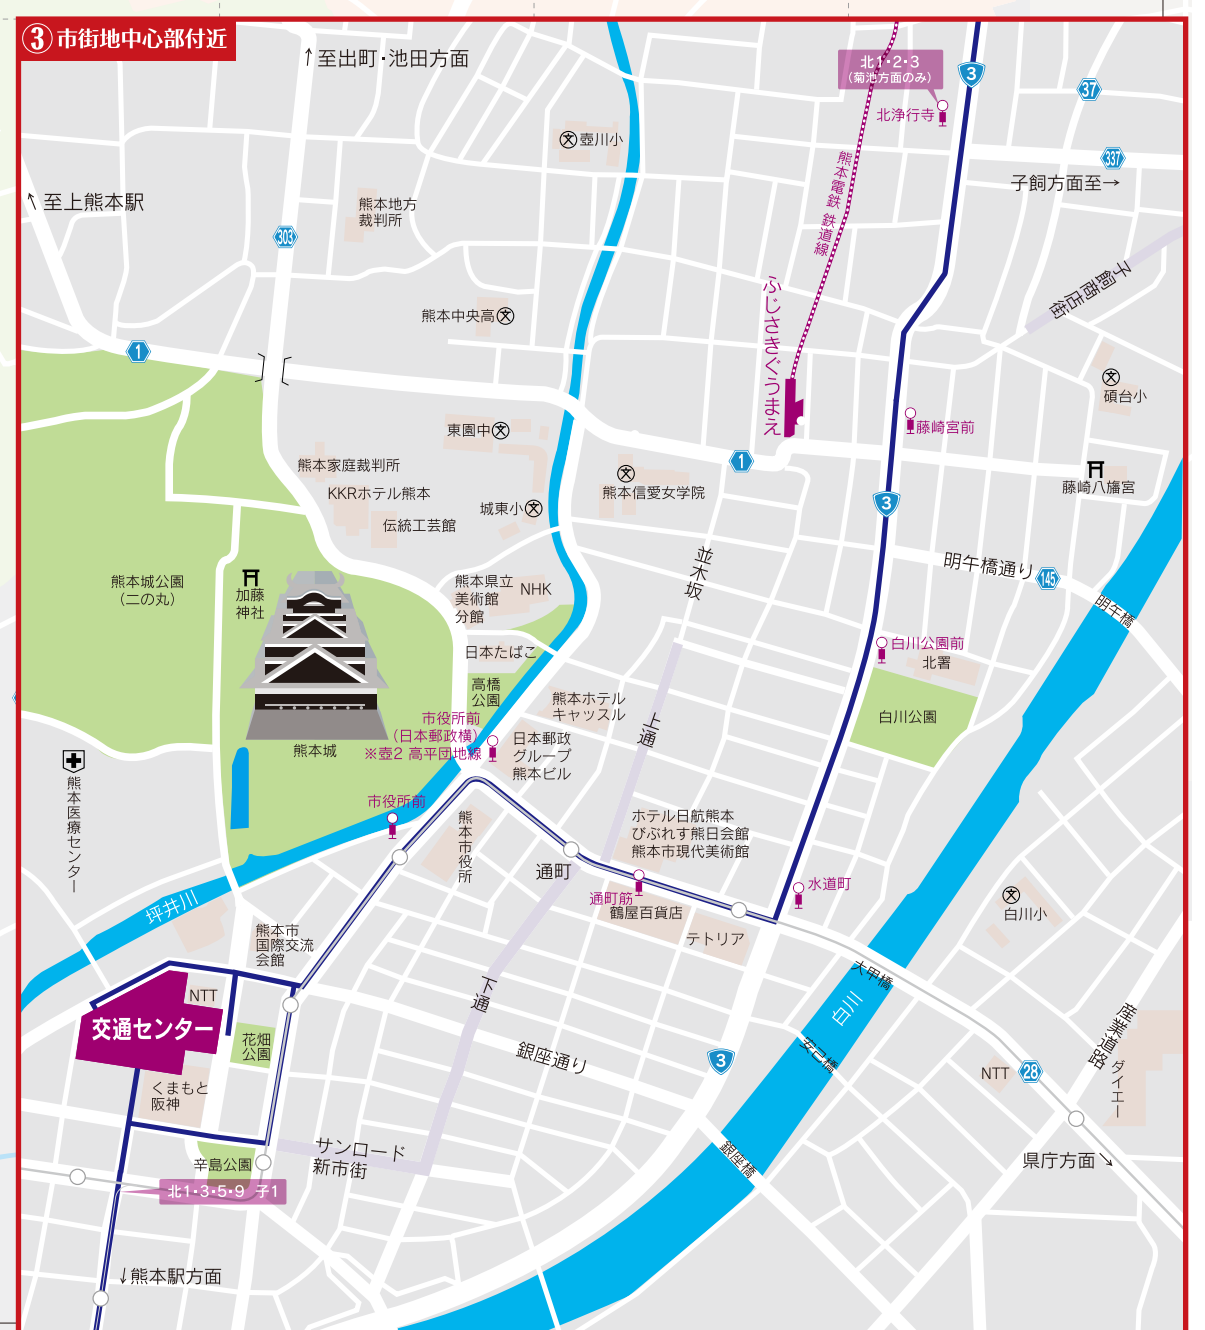 ③ 市街地中心部付近
↑至出町・池田方面
北1・2・3
(菊池方面のみ)
3
37
北浄行寺
壺川小
337
熊本電鉄 鉄道線
子飼方面至→
↖至上熊本駅
熊本地方
裁判所
303
子飼商店街
ふじさきぐうまえ
熊本中央高
1
碩台小
藤崎宮前
東園中
熊本家庭裁判所
1
KKRホテル熊本
熊本信愛女学院
藤崎八旛宮
城東小
3
伝統工芸館
並木坂
明午橋通り
145
熊本城公園
(二の丸)
加藤
神社
熊本県立
美術館
分館
NHK
明午橋
白川公園前
日本たばこ
北署
高橋
公園
熊本ホテル
キャッスル
上通
白川公園
市役所前
(日本郵政横)
※壺2 高平団地線
熊本城
日本郵政
グループ
熊本ビル
熊本医療センター
市役所前
熊本市役所
ホテル日航熊本
びぷれす熊日会館
熊本市現代美術館
通町
水道町
通町筋
鶴屋百貨店
坪井川
白川小
テトリア
熊本市
国際交流
会館
大甲橋
NTT
下通
白川
交通センター
産業道路
花畑
公園
銀座通り
安己橋
3
NTT
28
ダイエー
くまもと
阪神
サンロード
新市街
銀座橋
辛島公園
県庁方面↘
北1・3・5・9 子1
↓熊本駅方面